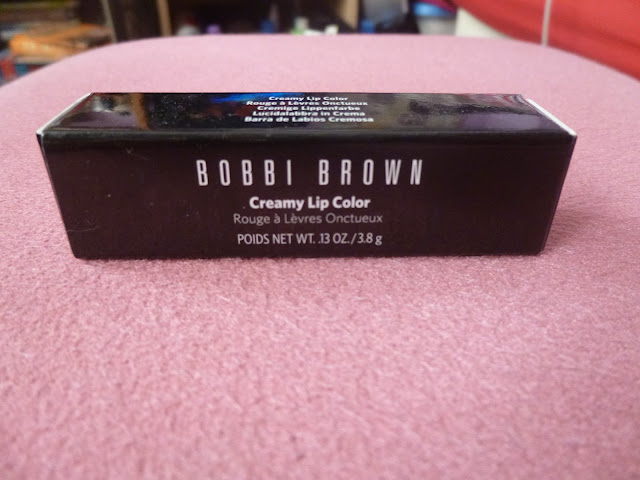 Creamy Lip Color
Rouge à Lèvres Onctueux
Cremige Lippenfarbe
Lucidalabbra in Crema
Barra de Labios Cremosa
BOBBI BROWN
Creamy Lip Color
Rouge à Lèvres Onctueux
POIDS NET WT. .13 OZ./3.8 g